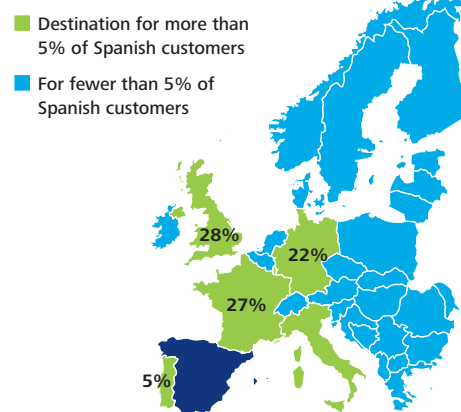 Destination for more than
5% of Spanish customers
For fewer than 5% of
Spanish customers
28%
22%
27%
5%